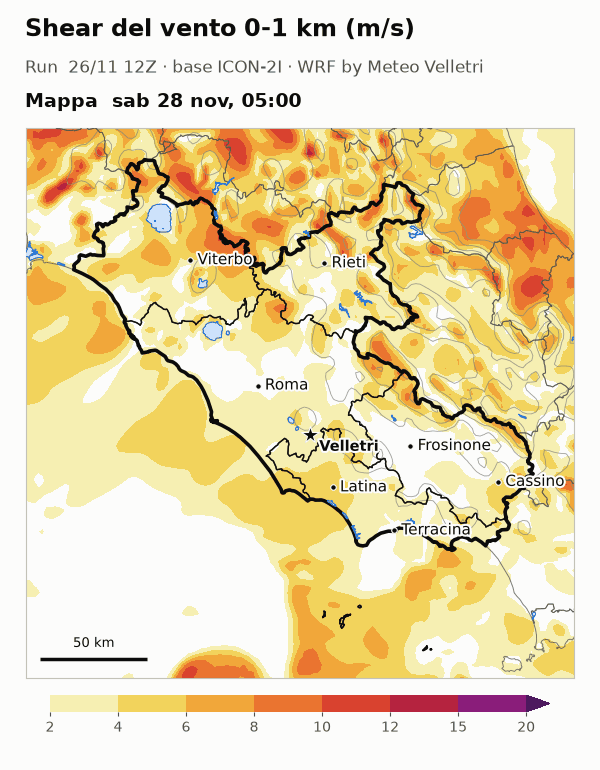 Shear del vento 0-1 km (m/s)
Run  26/11 12Z · base ICON-2I · WRF by Meteo Velletri
Mappa  sab 28 nov, 05:00
Viterbo
Rieti
Roma
Velletri
Frosinone
Latina
Cassino
Terracina
50 km
2 4 6 8 10 12 15 20